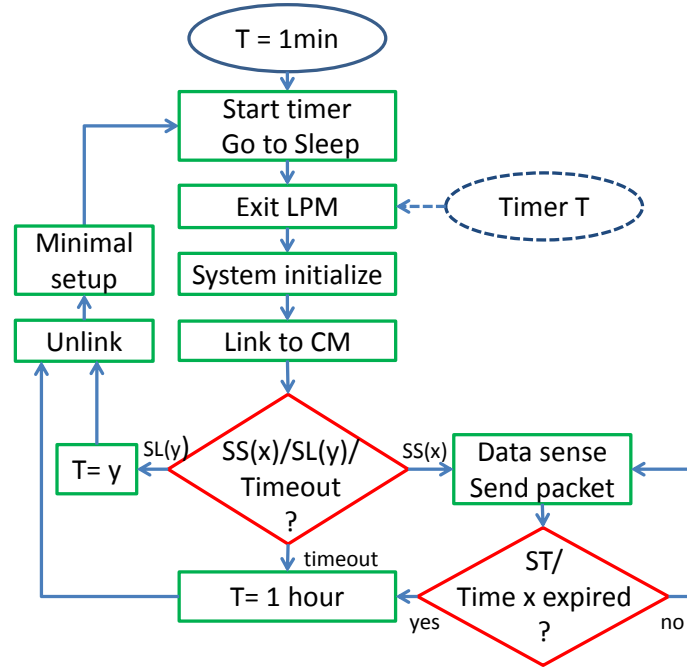 T = 1min
Start timer
Go to Sleep
Exit LPM
Timer T
Minimal
setup
System initialize
Unlink
Link to CM
SL(y)
SS(x)/SL(y)/
Timeout
?
SS(x)
T= y
Data sense
Send packet
timeout
T= 1 hour
ST/
Time x expired
?
yes
no